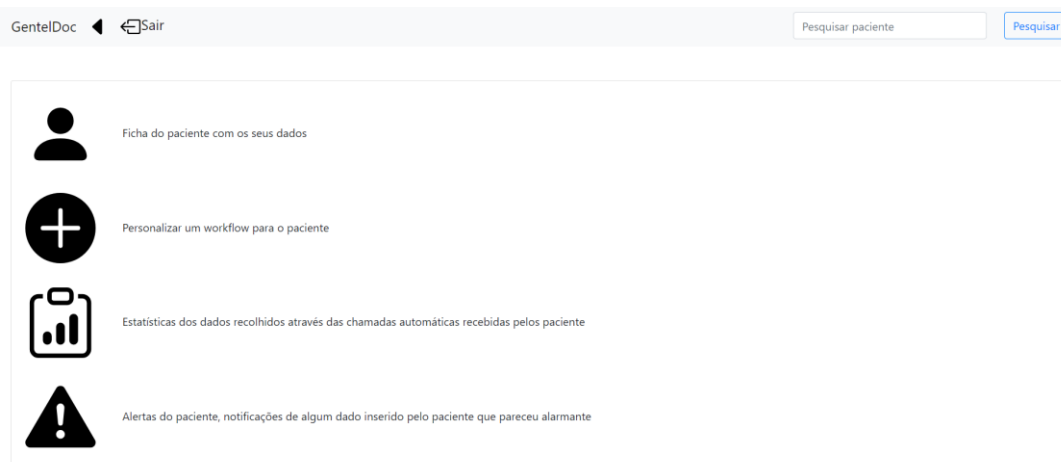 GentelDoc Sair Pesquisar paciente Pesquisar
Ficha do paciente com os seus dados
Personalizar um workflow para o paciente
Estatísticas dos dados recolhidos através das chamadas automáticas recebidas pelos paciente
Alertas do paciente, notificações de algum dado inserido pelo paciente que pareceu alarmante